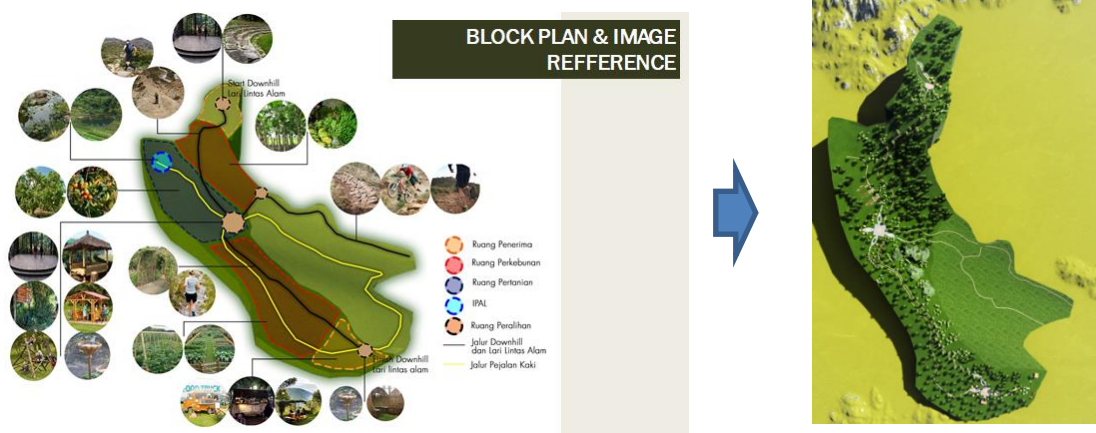 BLOCK PLAN & IMAGE
REFFERENCE
Start Downhill
Lari Lintas Alam
Ruang Penerima
Ruang Perkebunan
Ruang Pertanian
IPAL
Ruang Peralihan
Jalur Downhill
dan Lari Lintas Alam
Jalur Pejalan Kaki
Downhill
Lari lintas alam